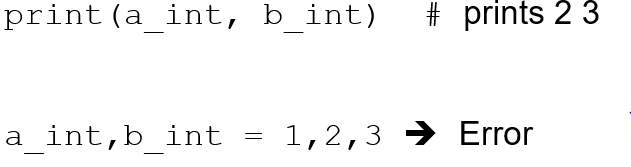 print(a_int, b_int)  # prints 2 3
a_int,b_int = 1,2,3 ➔ Error